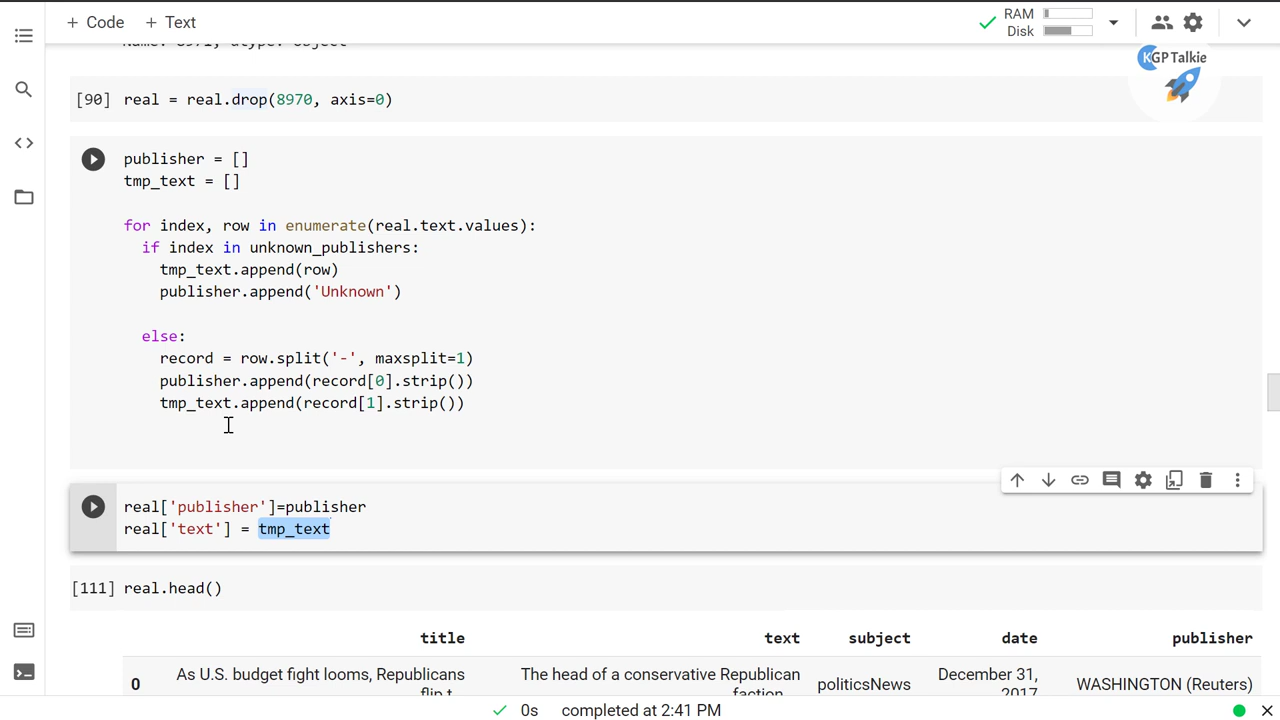 + Code + Text
RAM
Disk
KGP Talkie
[90] real = real.drop(8970, axis=0)
publisher = []
tmp_text = []
for index, row in enumerate(real.text.values):
if index in unknown_publishers:
tmp_text.append(row)
publisher.append('Unknown')
else:
record = row.split('-', maxsplit=1)
publisher.append(record[0].strip())
tmp_text.append(record[1].strip())
real['publisher']=publisher
real['text'] = tmp_text
[111] real.head()
title text subject date publisher
0 As U.S. budget fight looms, Republicans The head of a conservative Republican politicsNews December 31, WASHINGTON (Reuters)
flip t... faction 2017
0s completed at 2:41 PM